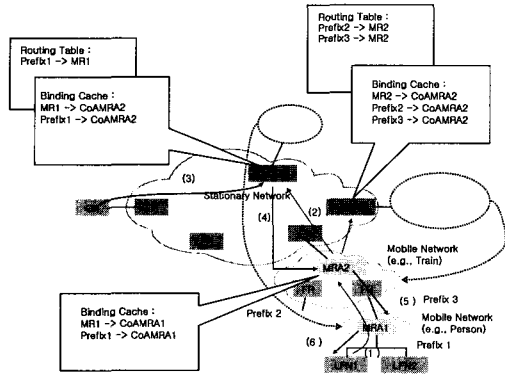 Routing Table :
Prefix1 -> MR1
Binding Cache :
MR1 -> CoAMRA2
Prefix1 -> CoAMRA2
Routing Table :
Prefix2 -> MR2
Prefix3 -> MR2
Binding Cache :
MR2 -> CoAMRA2
Prefix2 -> CoAMRA2
Prefix3 -> CoAMRA2
(3)
Stationary Network
(4)
(2)
Mobile Network
(e.g., Train)
MRA2
(5)
Prefix 3
Prefix 2
Mobile Network
(e.g., Person)
MRA1
Prefix 1
Binding Cache :
MR1 -> CoAMRA1
Prefix1 -> CoAMRA1
(6)
(1)
LFN1
LFN2